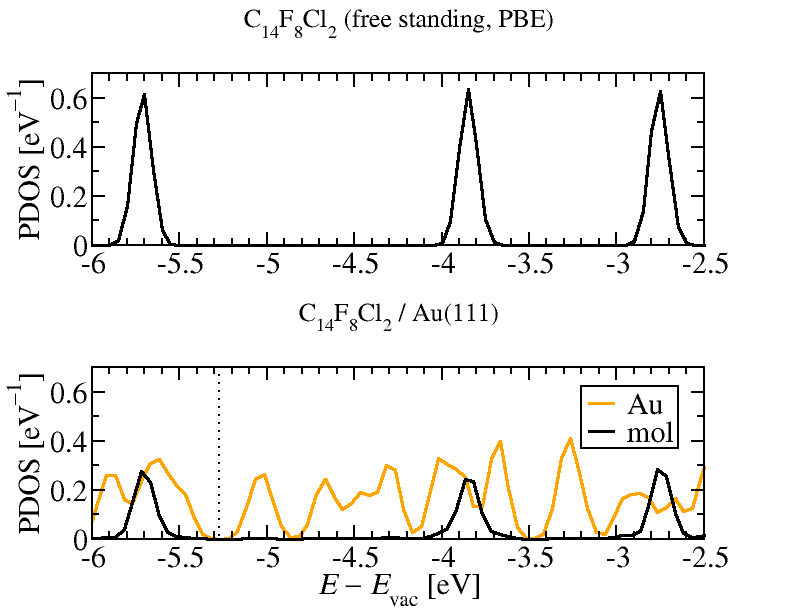 C₁₄F₈Cl₂ (free standing, PBE)
PDOS [eV⁻¹]
0.6
0.4
0.2
0
-6 -5.5 -5 -4.5 -4 -3.5 -3 -2.5
C₁₄F₈Cl₂ / Au(111)
PDOS [eV⁻¹]
0.6
0.4
0.2
0
Au
mol
-6 -5.5 -5 -4.5 -4 -3.5 -3 -2.5
E − E_vac [eV]